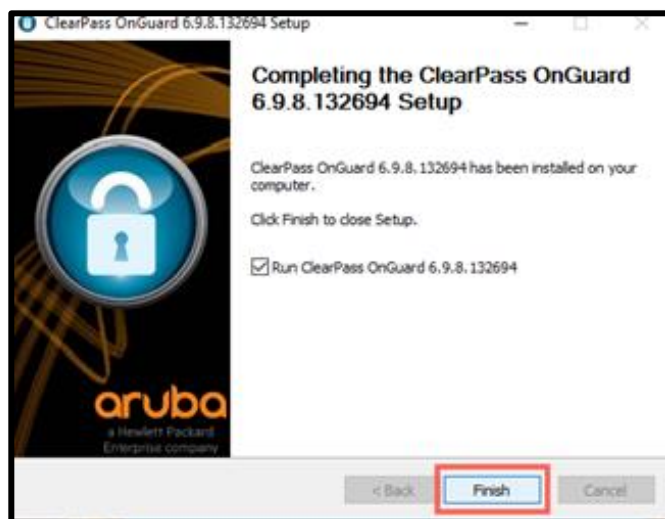 ClearPass OnGuard 6.9.8.132694 Setup
Completing the ClearPass OnGuard
6.9.8.132694 Setup
ClearPass OnGuard 6.9.8.132694 has been installed on your
computer.
Click Finish to close Setup.
Run ClearPass OnGuard 6.9.8.132694
aruba
a Hewlett Packard
Enterprise company
< Back Finish Cancel